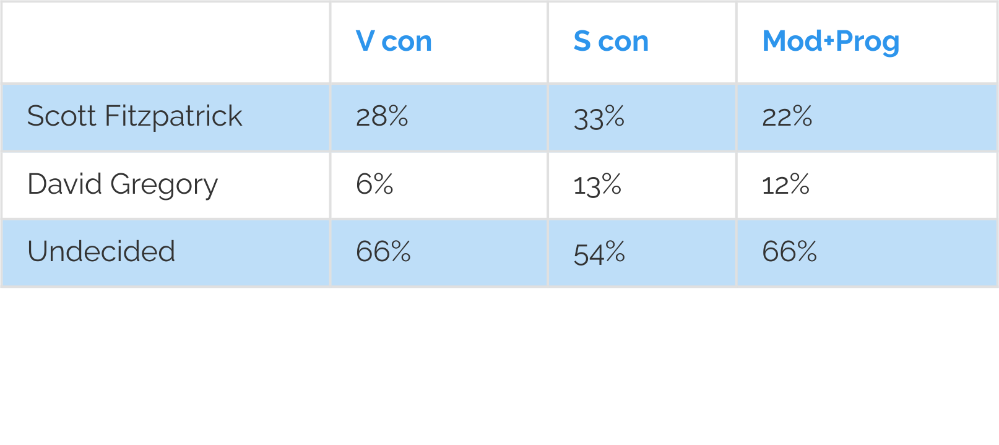 V con S con Mod+Prog
Scott Fitzpatrick 28% 33% 22%
David Gregory 6% 13% 12%
Undecided 66% 54% 66%